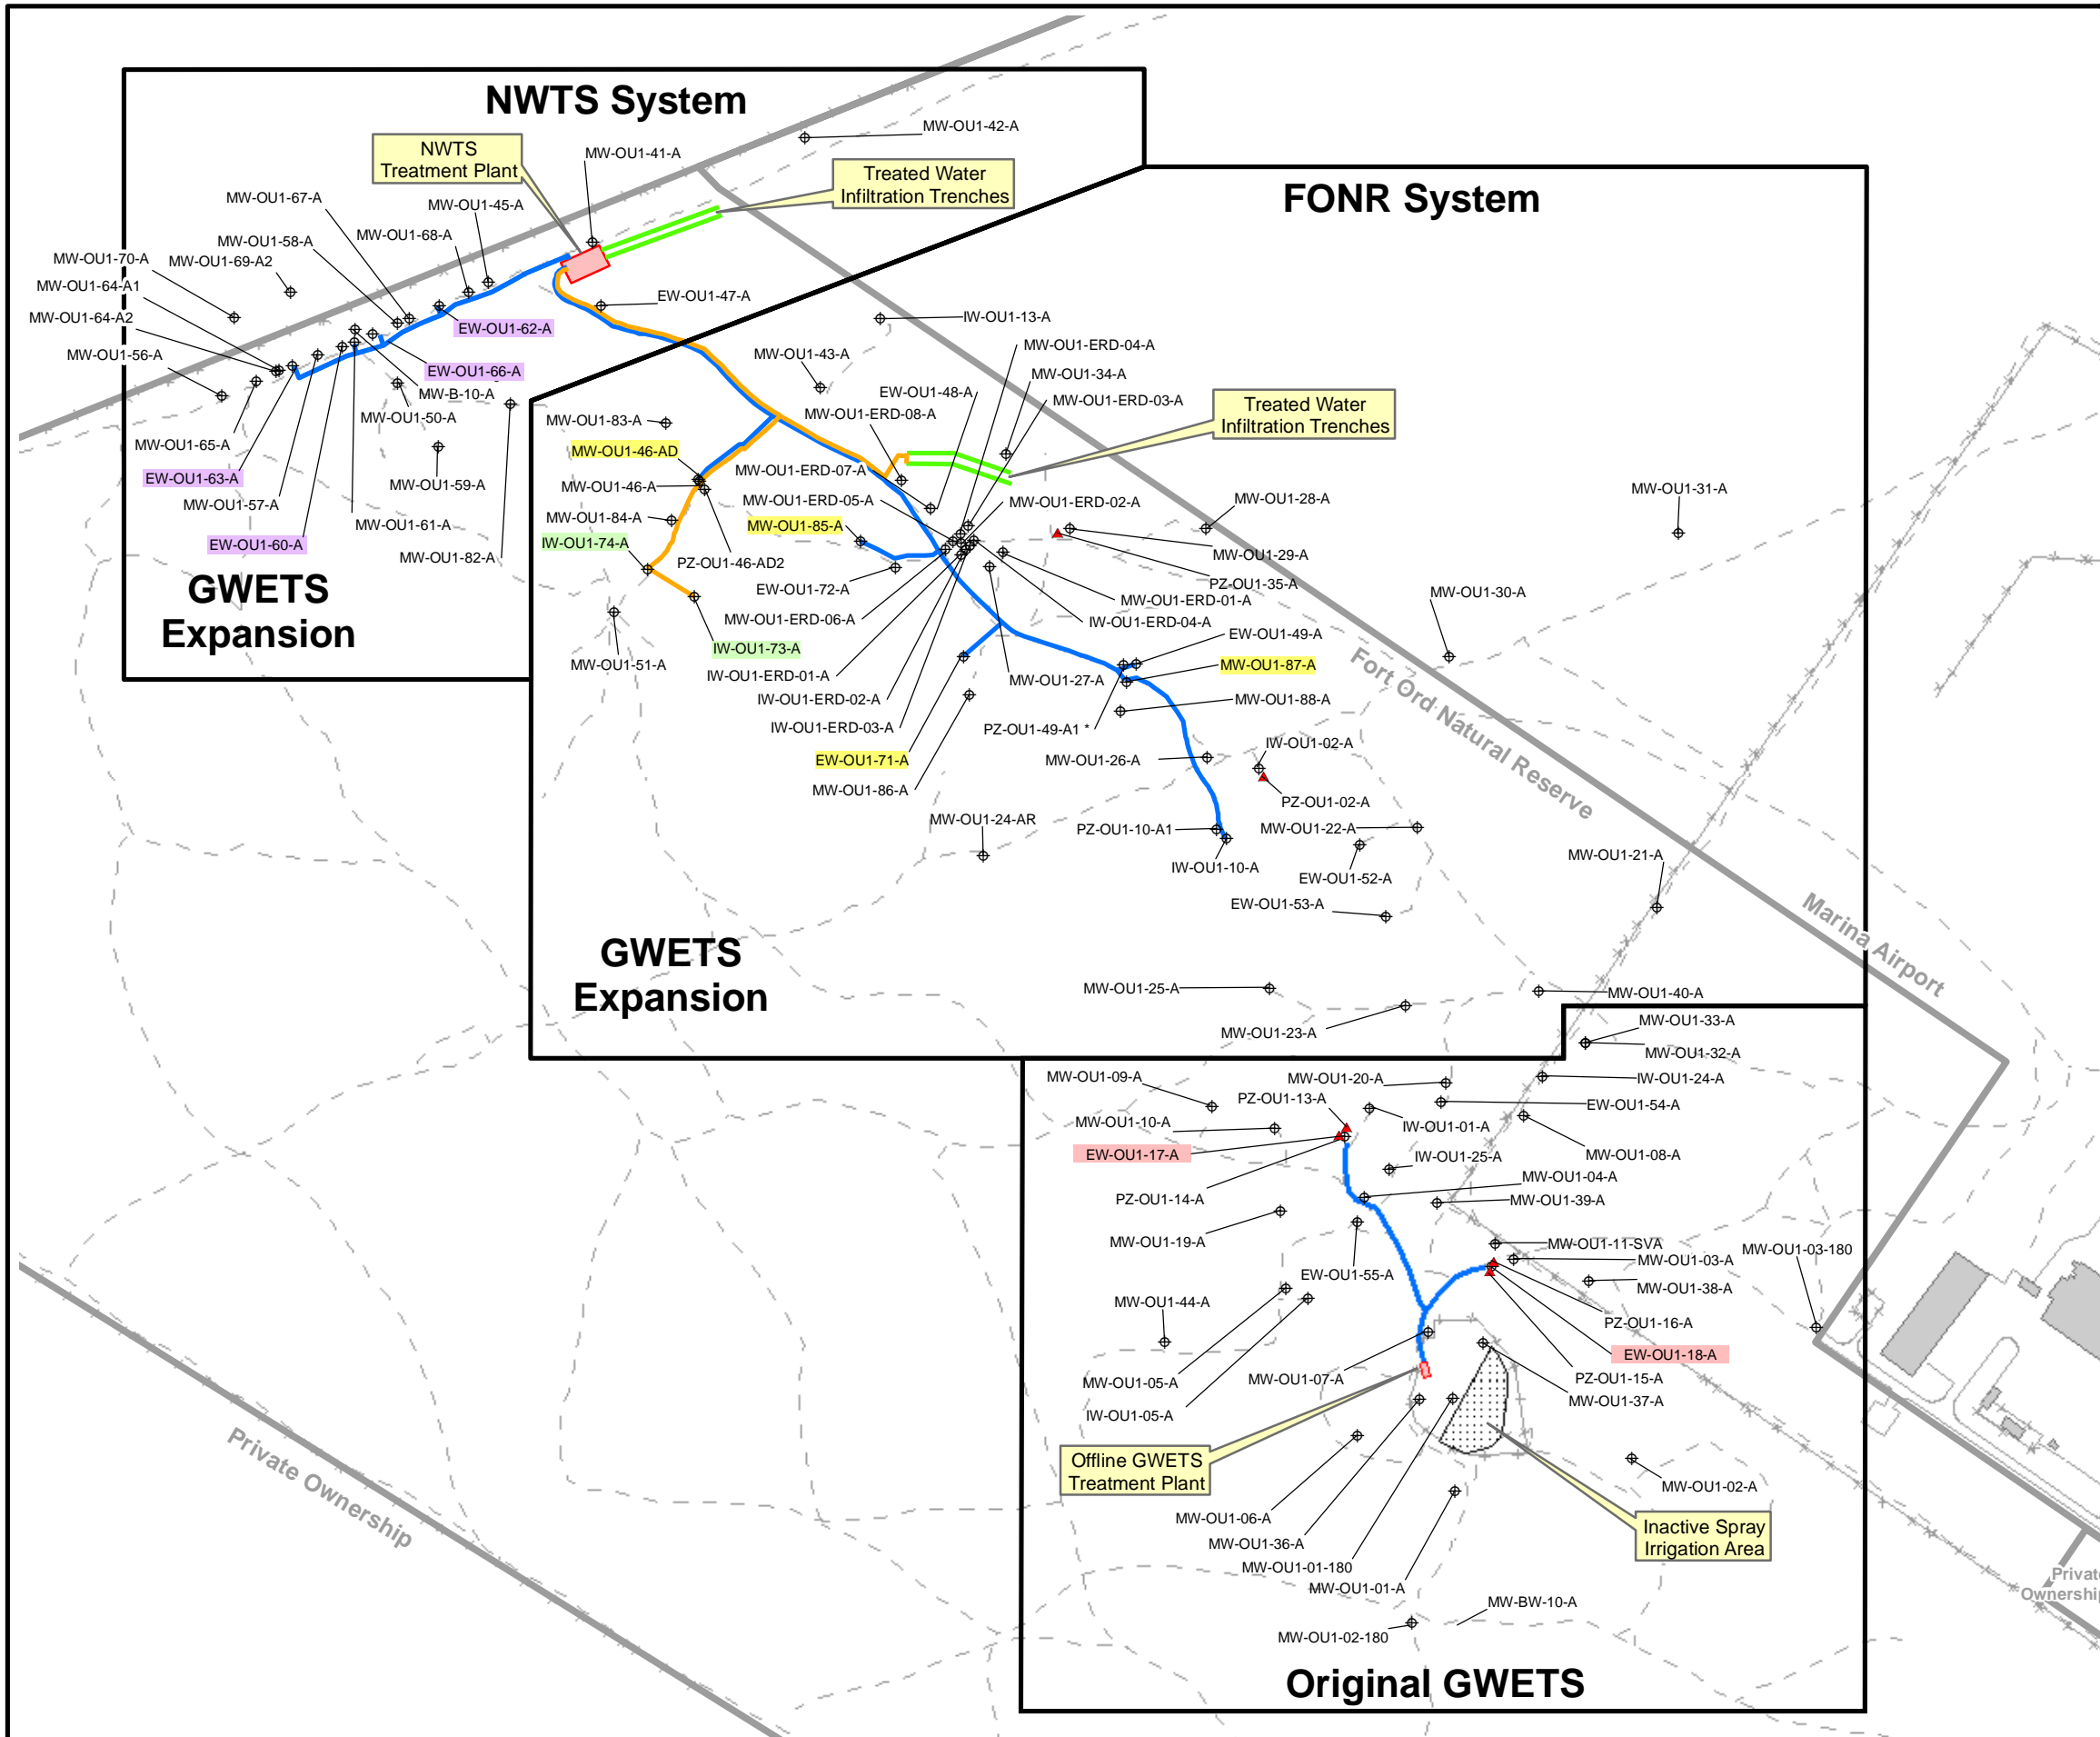 NWTS System
MW-OU1-42-A
NWTS
Treatment Plant
MW-OU1-41-A
Treated Water
Infiltration Trenches
FONR System
MW-OU1-67-A
MW-OU1-45-A
MW-OU1-58-A
MW-OU1-68-A
MW-OU1-70-A
MW-OU1-69-A2
MW-OU1-64-A1
MW-OU1-64-A2
MW-OU1-56-A
EW-OU1-47-A
EW-OU1-62-A
IW-OU1-13-A
MW-OU1-43-A
MW-OU1-ERD-04-A
MW-OU1-34-A
EW-OU1-66-A
MW-B-10-A
EW-OU1-48-A
MW-OU1-ERD-03-A
MW-OU1-50-A
MW-OU1-ERD-08-A
Treated Water
Infiltration Trenches
MW-OU1-83-A
MW-OU1-65-A
MW-OU1-46-AD
EW-OU1-63-A
MW-OU1-59-A
MW-OU1-46-A
MW-OU1-ERD-07-A
MW-OU1-57-A
MW-OU1-ERD-05-A
MW-OU1-ERD-02-A
MW-OU1-28-A
MW-OU1-31-A
MW-OU1-61-A
MW-OU1-84-A
MW-OU1-85-A
EW-OU1-60-A
IW-OU1-74-A
MW-OU1-82-A
PZ-OU1-46-AD2
MW-OU1-29-A
GWETS
Expansion
EW-OU1-72-A
PZ-OU1-35-A
MW-OU1-ERD-01-A
MW-OU1-30-A
MW-OU1-ERD-06-A
IW-OU1-ERD-04-A
EW-OU1-49-A
IW-OU1-73-A
MW-OU1-51-A
IW-OU1-ERD-01-A
MW-OU1-27-A
MW-OU1-87-A
Fort Ord Natural Reserve
IW-OU1-ERD-02-A
MW-OU1-88-A
IW-OU1-ERD-03-A
PZ-OU1-49-A1 *
EW-OU1-71-A
MW-OU1-26-A
IW-OU1-02-A
MW-OU1-86-A
PZ-OU1-02-A
MW-OU1-24-AR
PZ-OU1-10-A1
MW-OU1-22-A
IW-OU1-10-A
EW-OU1-52-A
MW-OU1-21-A
EW-OU1-53-A
Marina Airport
GWETS
Expansion
MW-OU1-25-A
MW-OU1-40-A
MW-OU1-23-A
MW-OU1-33-A
MW-OU1-32-A
MW-OU1-09-A
MW-OU1-20-A
IW-OU1-24-A
PZ-OU1-13-A
EW-OU1-54-A
MW-OU1-10-A
IW-OU1-01-A
EW-OU1-17-A
IW-OU1-25-A
MW-OU1-08-A
MW-OU1-04-A
PZ-OU1-14-A
MW-OU1-39-A
MW-OU1-19-A
MW-OU1-11-SVA
MW-OU1-03-180
MW-OU1-03-A
EW-OU1-55-A
MW-OU1-38-A
MW-OU1-44-A
PZ-OU1-16-A
EW-OU1-18-A
MW-OU1-05-A
MW-OU1-07-A
PZ-OU1-15-A
IW-OU1-05-A
MW-OU1-37-A
Offline GWETS
Treatment Plant
Private Ownership
MW-OU1-02-A
MW-OU1-06-A
Inactive Spray
Irrigation Area
MW-OU1-36-A
MW-OU1-01-180
MW-OU1-01-A
MW-BW-10-A
MW-OU1-02-180
Original GWETS
Private
Ownership